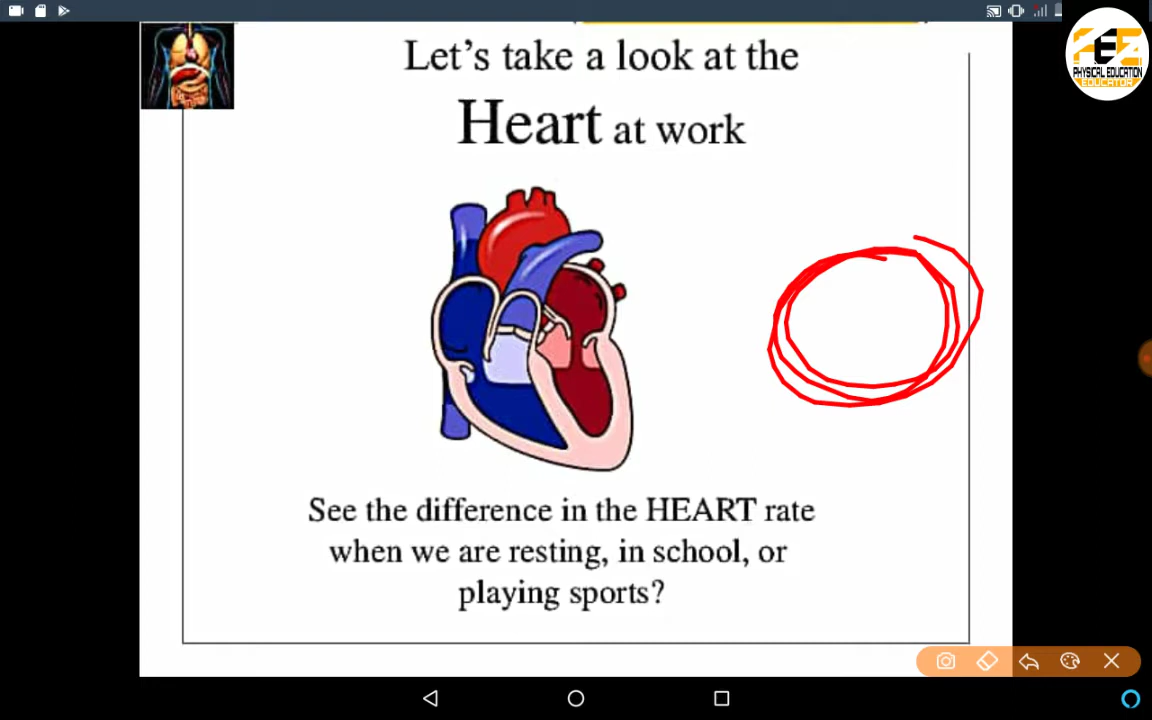 Let's take a look at the
Heart at work
See the difference in the HEART rate
when we are resting, in school, or
playing sports?
PEZ
PHYSICAL EDUCATION
EDUCATOR